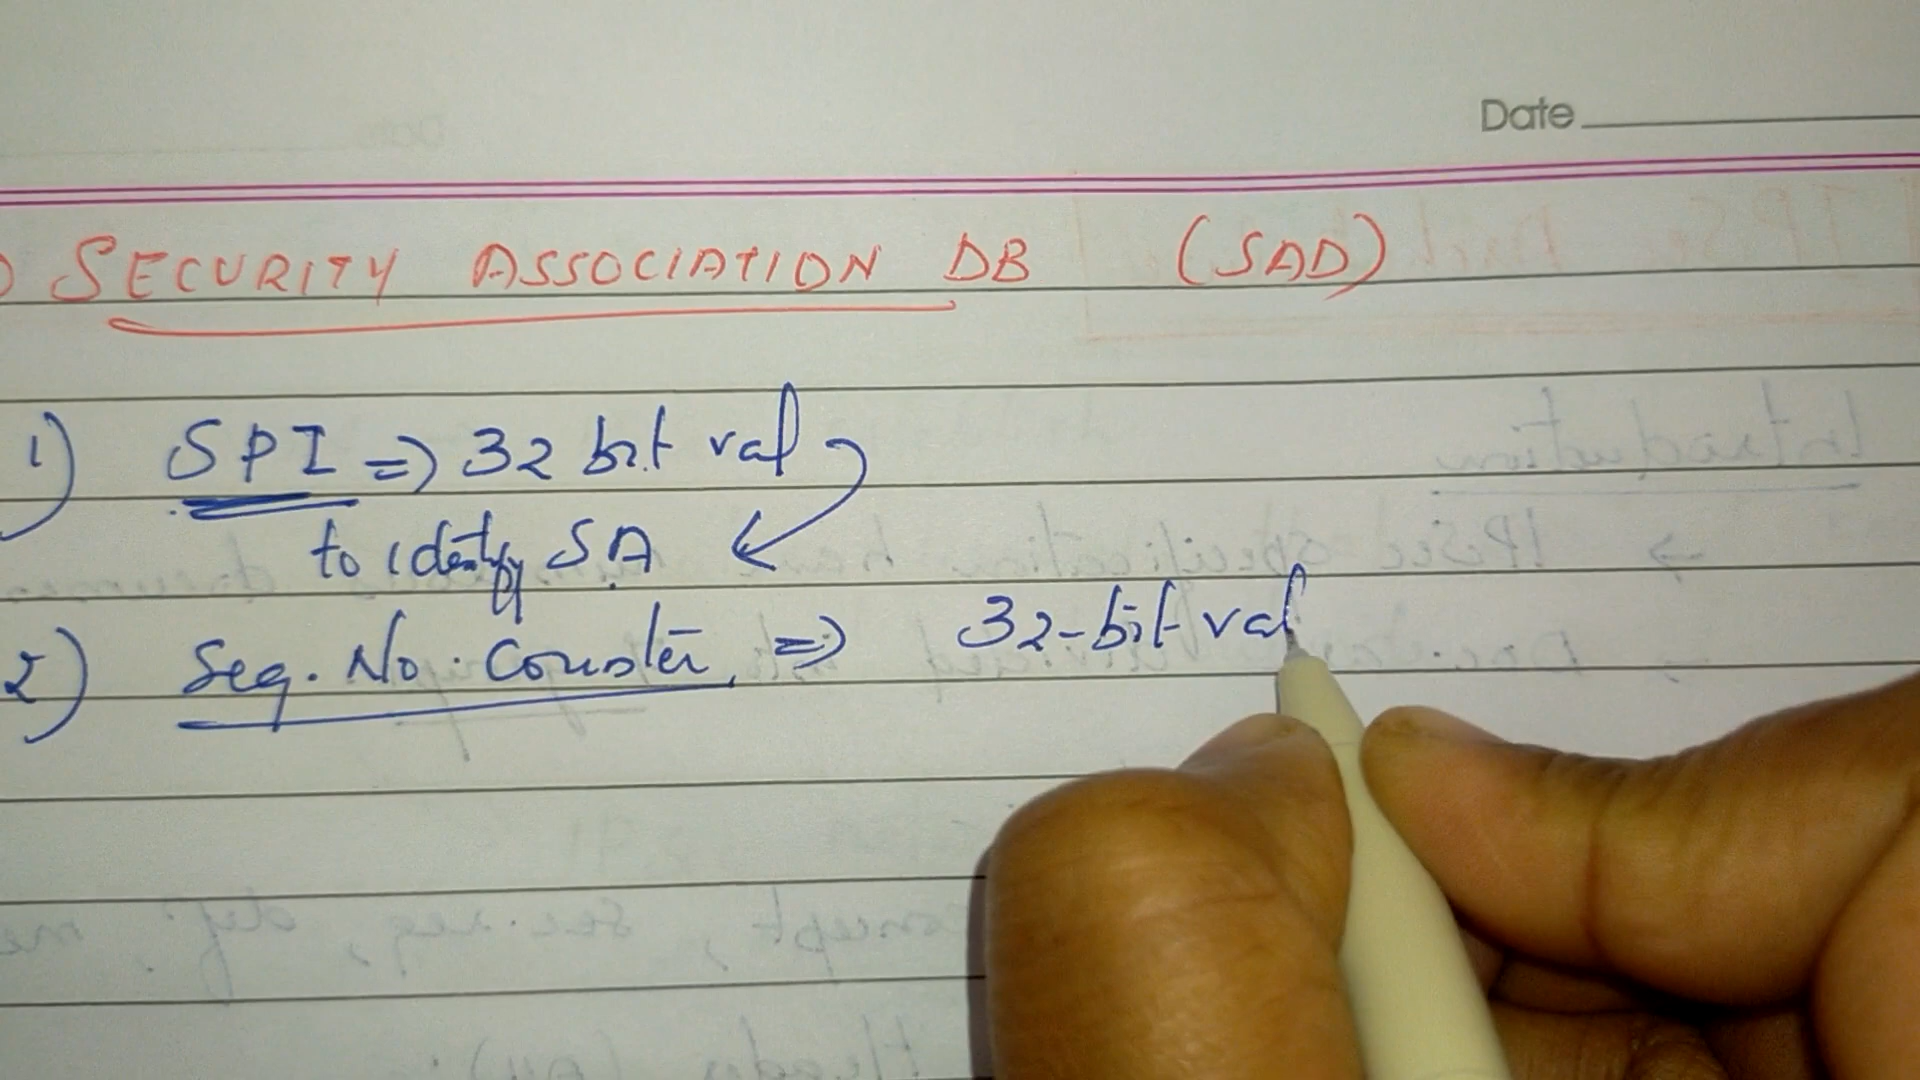 Date
SECURITY ASSOCIATION DB (SAD)
1) SPI => 32 bit val
to identify SA
2) Seq. No. Counter => 32-bit val